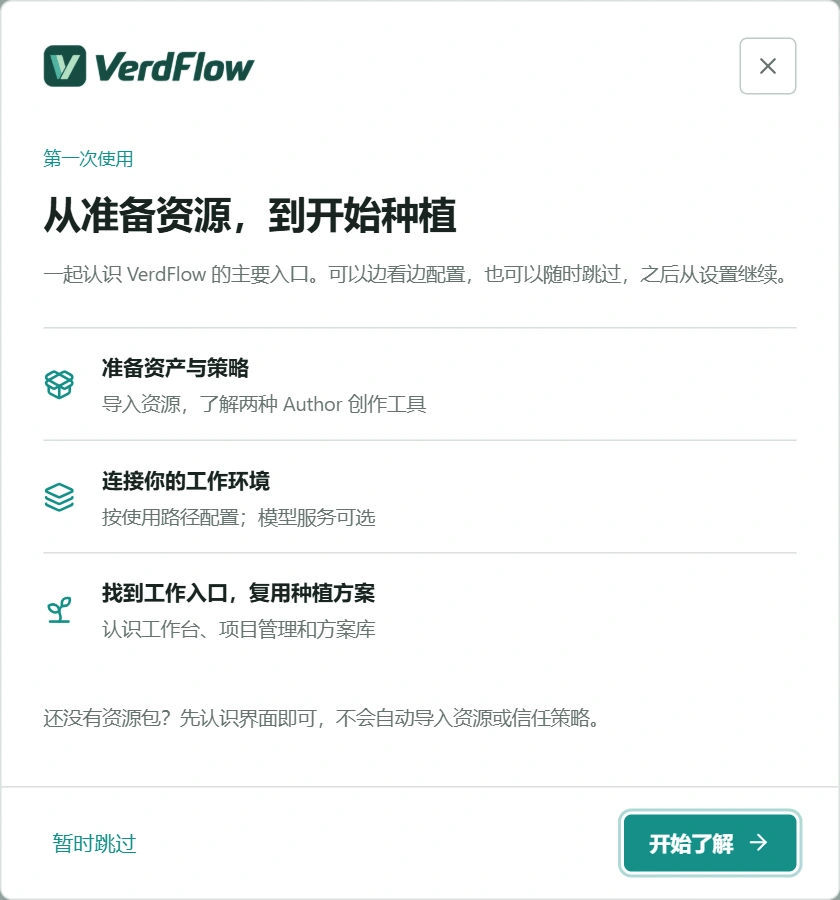 VerdFlow
第一次使用
从准备资源，到开始种植
一起认识 VerdFlow 的主要入口。可以边看边配置，也可以随时跳过，之后从设置继续。
准备资产与策略
导入资源，了解两种 Author 创作工具
连接你的工作环境
按使用路径配置；模型服务可选
找到工作入口，复用种植方案
认识工作台、项目管理和方案库
还没有资源包？先认识界面即可，不会自动导入资源或信任策略。
暂时跳过
开始了解 →